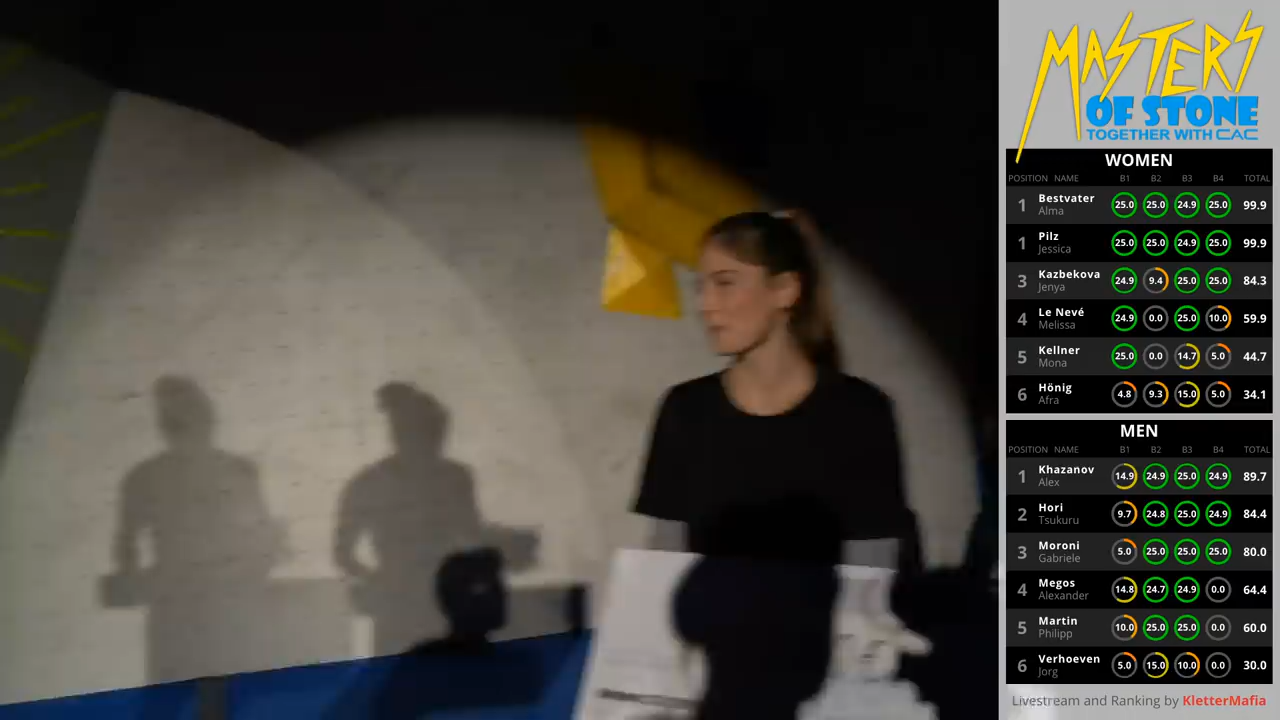 MASTERS
OF STONE
TOGETHER WITH CAC
WOMEN
POSITION NAME B1 B2 B3 B4 TOTAL
1 Bestvater Alma 25.0 25.0 24.9 25.0 99.9
1 Pilz Jessica 25.0 25.0 24.9 25.0 99.9
3 Kazbekova Jenya 24.9 9.4 25.0 25.0 84.3
4 Le Nevé Melissa 24.9 0.0 25.0 10.0 59.9
5 Kellner Mona 25.0 0.0 14.7 5.0 44.7
6 Hönig Afra 4.8 9.3 15.0 5.0 34.1
MEN
POSITION NAME B1 B2 B3 B4 TOTAL
1 Khazanov Alex 14.9 24.9 25.0 24.9 89.7
2 Hori Tsukuru 9.7 24.8 25.0 24.9 84.4
3 Moroni Gabriele 5.0 25.0 25.0 25.0 80.0
4 Megos Alexander 14.8 24.7 24.9 0.0 64.4
5 Martin Philipp 10.0 25.0 25.0 0.0 60.0
6 Verhoeven Jorg 5.0 15.0 10.0 0.0 30.0
Livestream and Ranking by KletterMafia